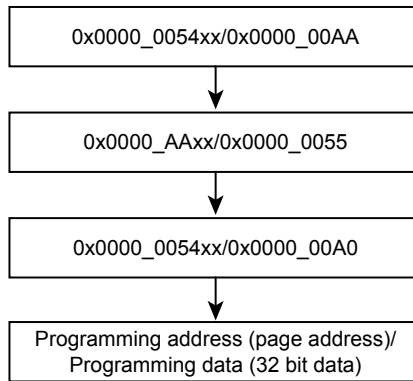 0x0000_0054xx/0x0000_00AA
0x0000_AAxx/0x0000_0055
0x0000_0054xx/0x0000_00A0
Programming address (page address)/
Programming data (32 bit data)